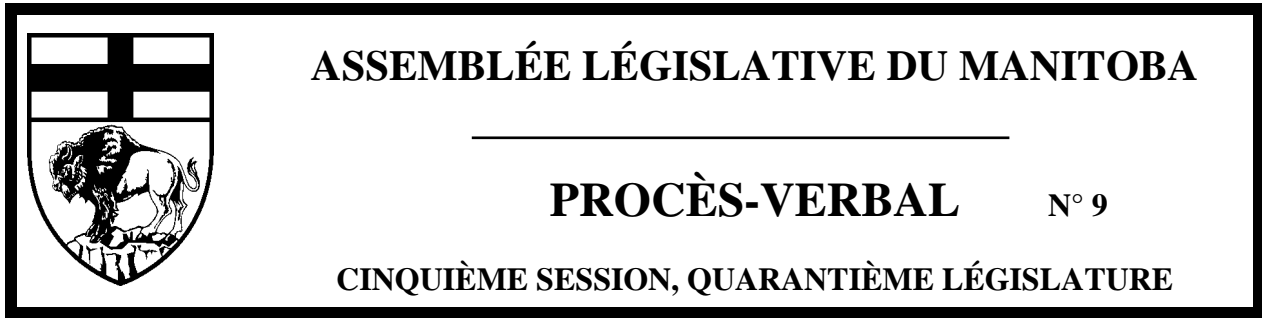 ASSEMBLÉE LÉGISLATIVE DU MANITOBA
PROCÈS-VERBAL N° 9
CINQUIÈME SESSION, QUARANTIÈME LÉGISLATURE